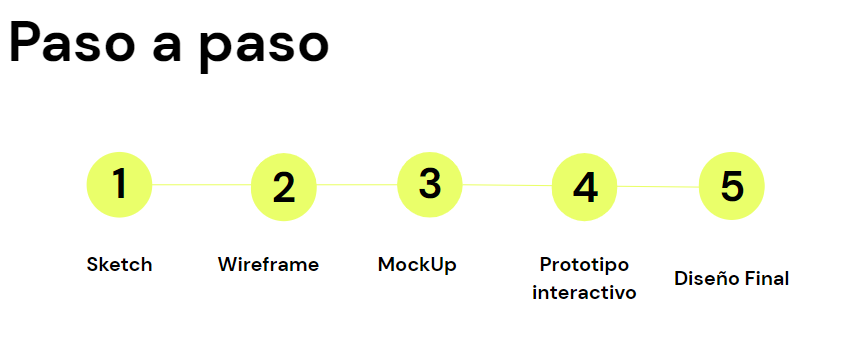 Paso a paso
1
2
3
4
5
Sketch
Wireframe
MockUp
Prototipo
interactivo
Diseño Final